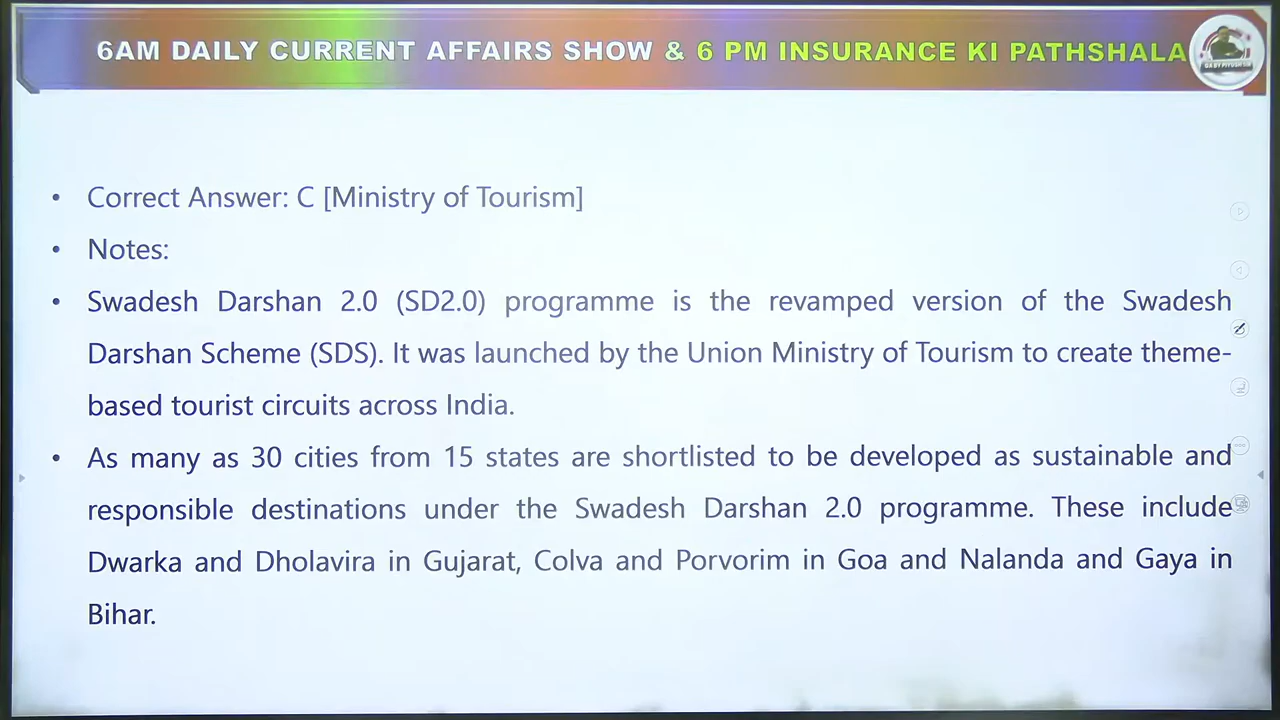 6AM DAILY CURRENT AFFAIRS SHOW & 6 PM INSURANCE KI PATHSHALA
• Correct Answer: C [Ministry of Tourism]
• Notes:
• Swadesh Darshan 2.0 (SD2.0) programme is the revamped version of the Swadesh
Darshan Scheme (SDS). It was launched by the Union Ministry of Tourism to create theme-
based tourist circuits across India.
• As many as 30 cities from 15 states are shortlisted to be developed as sustainable and
responsible destinations under the Swadesh Darshan 2.0 programme. These include
Dwarka and Dholavira in Gujarat, Colva and Porvorim in Goa and Nalanda and Gaya in
Bihar.